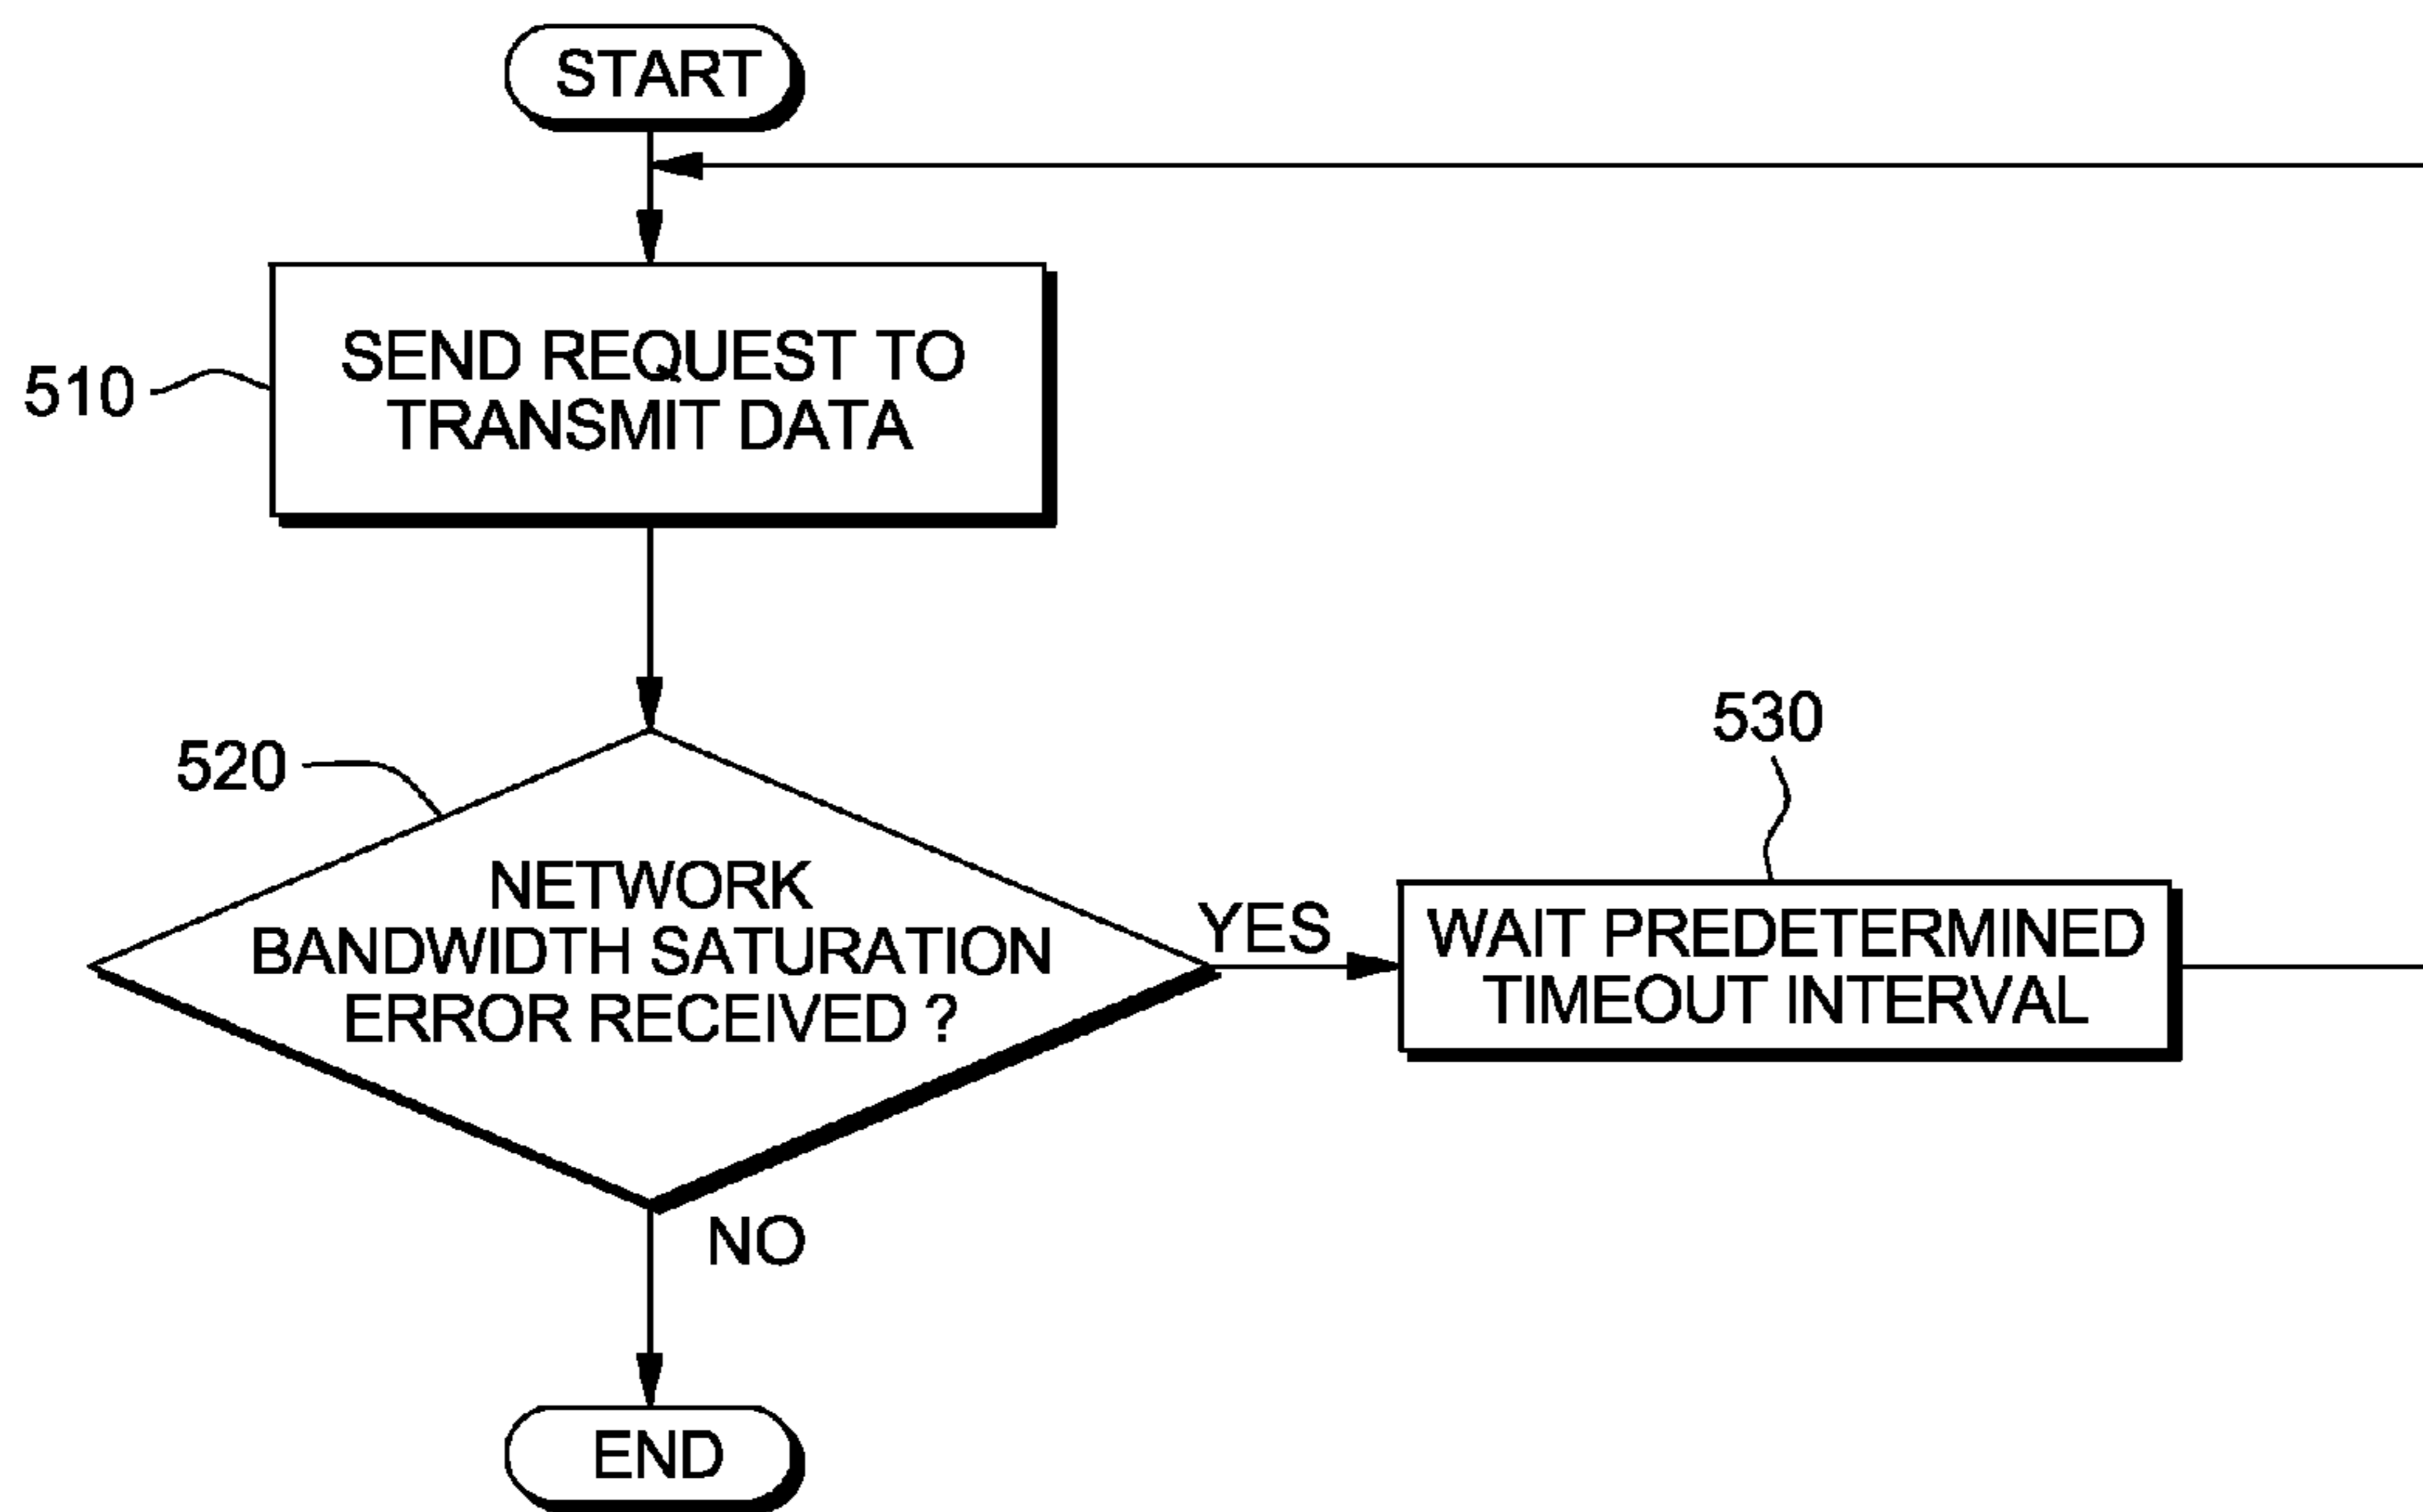 START
SEND REQUEST TO
TRANSMIT DATA
510
520
NETWORK
BANDWIDTH SATURATION
ERROR RECEIVED ?
YES
530
WAIT PREDETERMINED
TIMEOUT INTERVAL
NO
END